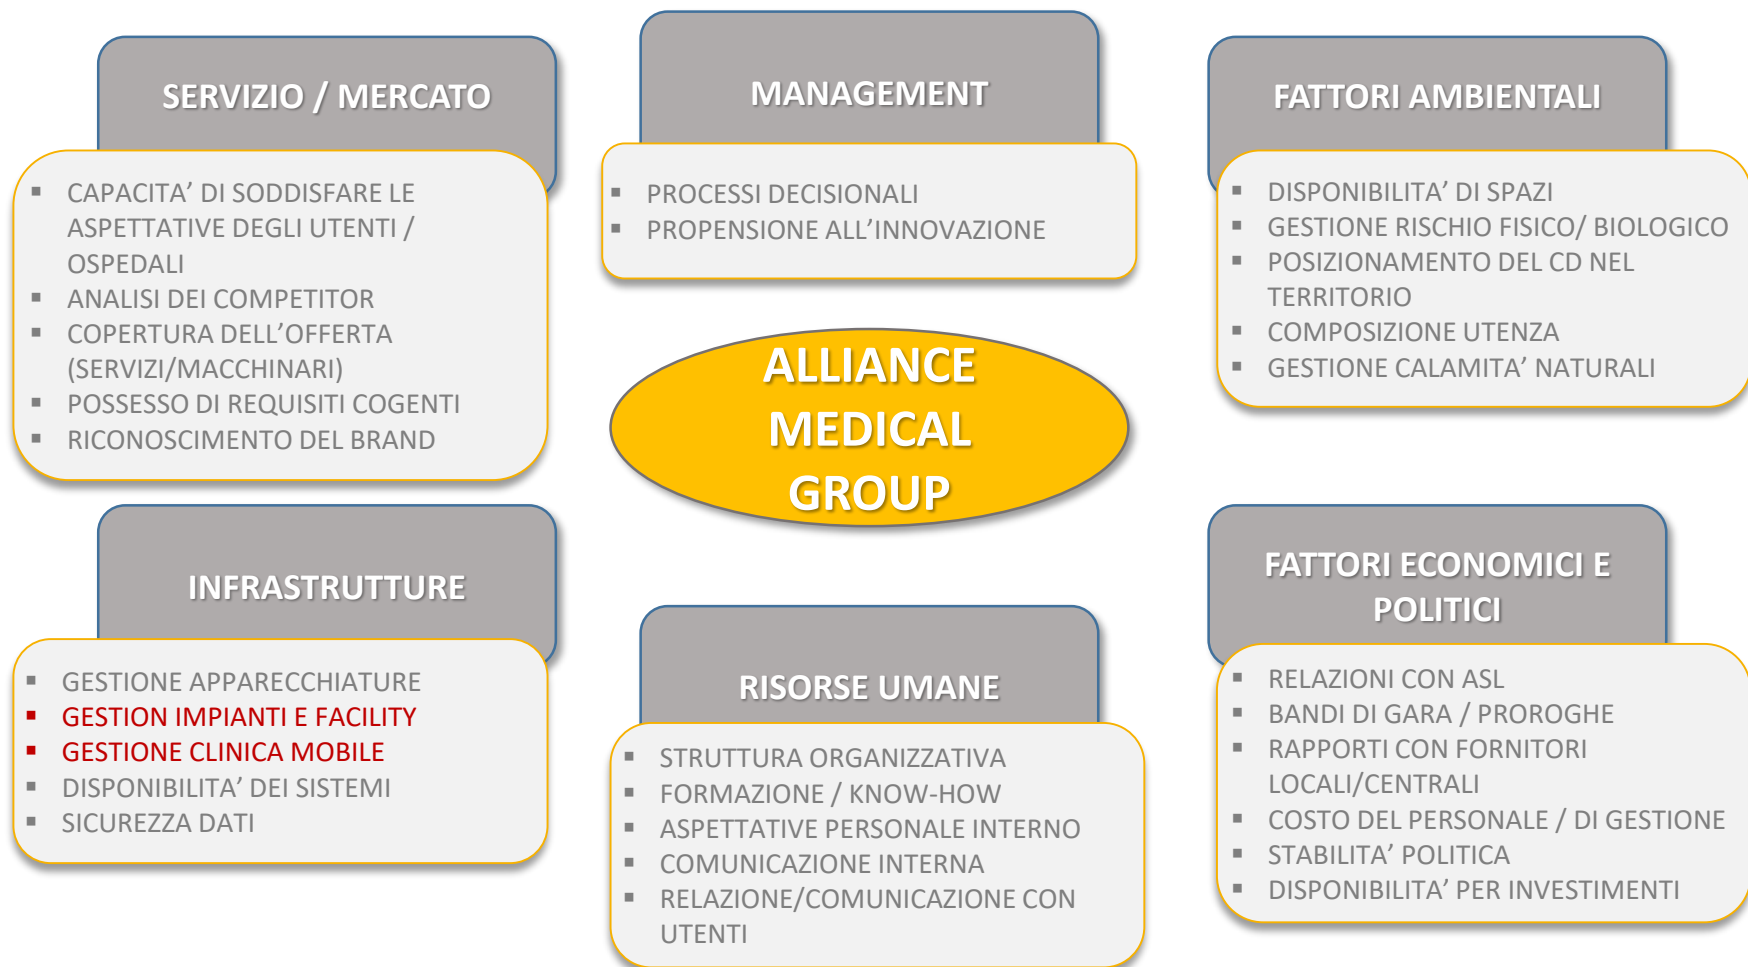 SERVIZIO / MERCATO
CAPACITA’ DI SODDISFARE LE
ASPETTATIVE DEGLI UTENTI /
OSPEDALI
ANALISI DEI COMPETITOR
COPERTURA DELL’OFFERTA
(SERVIZI/MACCHINARI)
POSSESSO DI REQUISITI COGENTI
RICONOSCIMENTO DEL BRAND
MANAGEMENT
PROCESSI DECISIONALI
PROPENSIONE ALL’INNOVAZIONE
FATTORI AMBIENTALI
DISPONIBILITA’ DI SPAZI
GESTIONE RISCHIO FISICO/ BIOLOGICO
POSIZIONAMENTO DEL CD NEL
TERRITORIO
COMPOSIZIONE UTENZA
GESTIONE CALAMITA’ NATURALI
ALLIANCE
MEDICAL
GROUP
INFRASTRUTTURE
GESTIONE APPARECCHIATURE
GESTION IMPIANTI E FACILITY
GESTIONE CLINICA MOBILE
DISPONIBILITA’ DEI SISTEMI
SICUREZZA DATI
RISORSE UMANE
STRUTTURA ORGANIZZATIVA
FORMAZIONE / KNOW-HOW
ASPETTATIVE PERSONALE INTERNO
COMUNICAZIONE INTERNA
RELAZIONE/COMUNICAZIONE CON
UTENTI
FATTORI ECONOMICI E
POLITICI
RELAZIONI CON ASL
BANDI DI GARA / PROROGHE
RAPPORTI CON FORNITORI
LOCALI/CENTRALI
COSTO DEL PERSONALE / DI GESTIONE
STABILITA’ POLITICA
DISPONIBILITA’ PER INVESTIMENTI